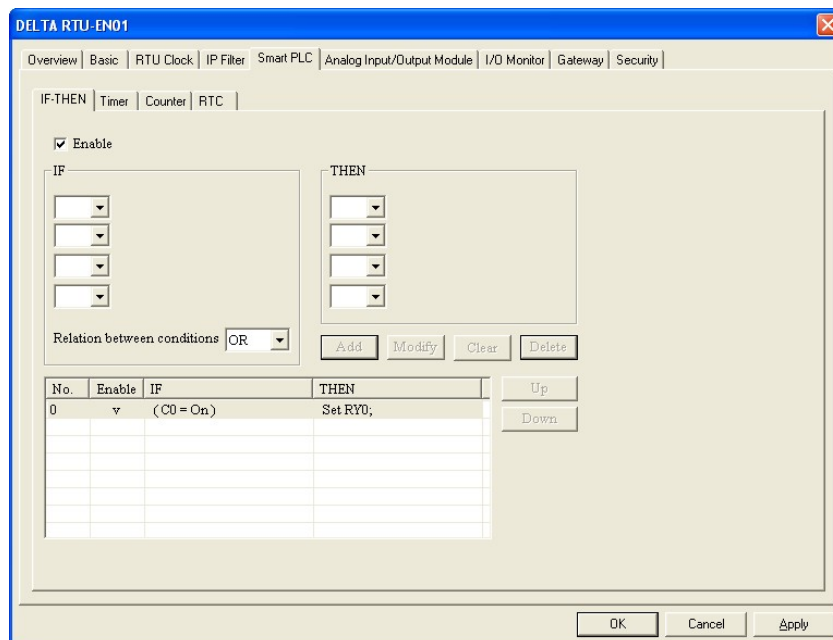 DELTA RTU-EN01
Overview Basic RTU Clock IP Filter Smart PLC Analog Input/Output Module I/O Monitor Gateway Security
IF-THEN Timer Counter RTC
Enable
IF THEN
Relation between conditions OR
Add Modify Clear Delete
No. Enable IF THEN
0 v (C0 = On) Set RY0;
Up
Down
OK Cancel Apply